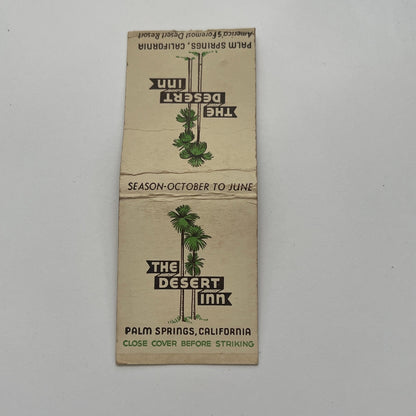 America's Foremost Desert Resort
PALM SPRINGS, CALIFORNIA
THE
DESERT
INN
SEASON-OCTOBER TO JUNE
THE
DESERT
INN
PALM SPRINGS, CALIFORNIA
CLOSE COVER BEFORE STRIKING